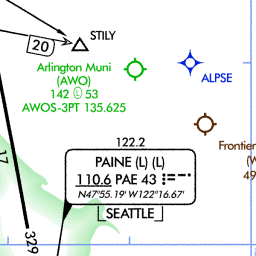 STILY
20
Arlington Muni
(AWO)
142 Ⓛ 53
AWOS-3PT 135.625
ALPSE
Frontier
(W
49
122.2
PAINE (L) (L)
110.6 PAE 43
N47°55.19' W122°16.67'
SEATTLE
17
329